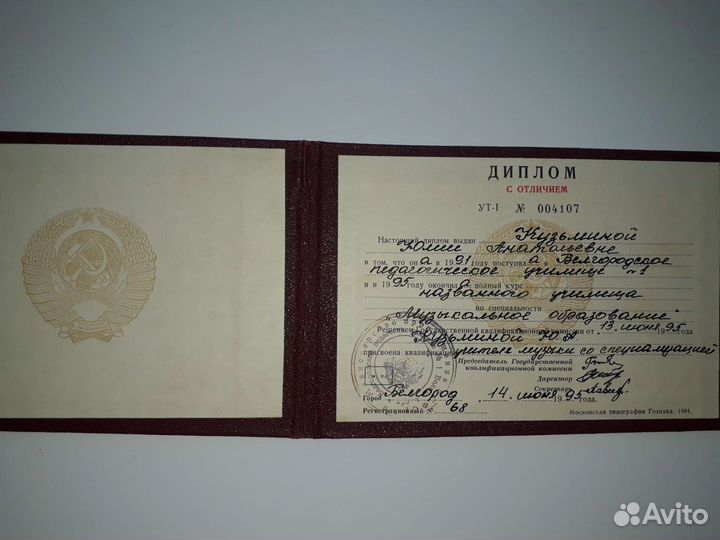 ДИПЛОМ
С ОТЛИЧИЕМ
УТ-I № 004107
Настоящий диплом выдан Кузьминой
Юлии Анатольевне
в том, что она в 1991 году поступила в Белгородское
педагогическое училище №1
и в 1995 году окончила полный курс
названного училища
по специальности
"Музыкальное образование"
Решением Государственной квалификационной комиссии от 13 июня 95
Кузьминой Ю.А
присвоена квалификация учителя музыки со специализацией
Председатель Государственной
квалификационной комиссии
Директор
Секретарь
Город Белгород 14 июня 1995 года.
Регистрационный № 68
Московская типография Гознака. 1994.
Avito